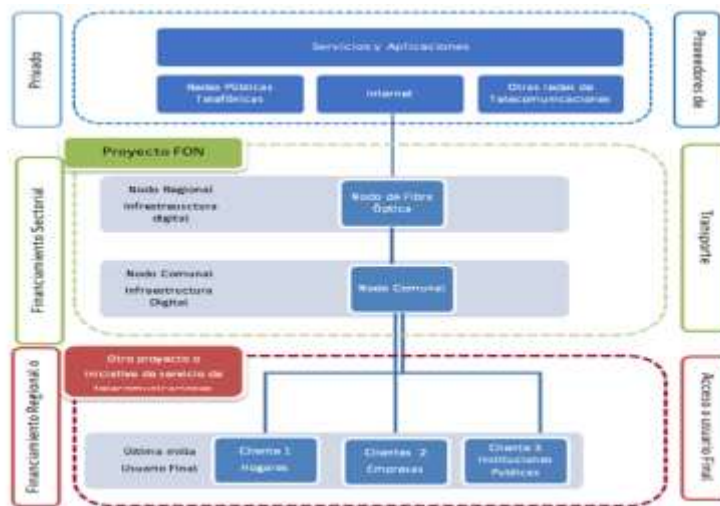 Privado
Servicios y Aplicaciones
Redes Públicas
Telefónicas
Internet
Otras redes de
Telecomunicaciones
Proveedores de
Financiamiento Sectorial
Proyecto FON
Nodo Regional
Infraestructura
digital
Nodo de Fibra
Óptica
Nodo Comunal
Infraestructura
Digital
Nodo Comunal
Transporte
Financiamiento Regional o
Otro proyecto o
iniciativa de servicio de
Última milla
Usuario Final
Cliente 1
Hogares
Clientes 2
Empresas
Cliente 3
Instituciones
Públicas
Acceso a usuario Final